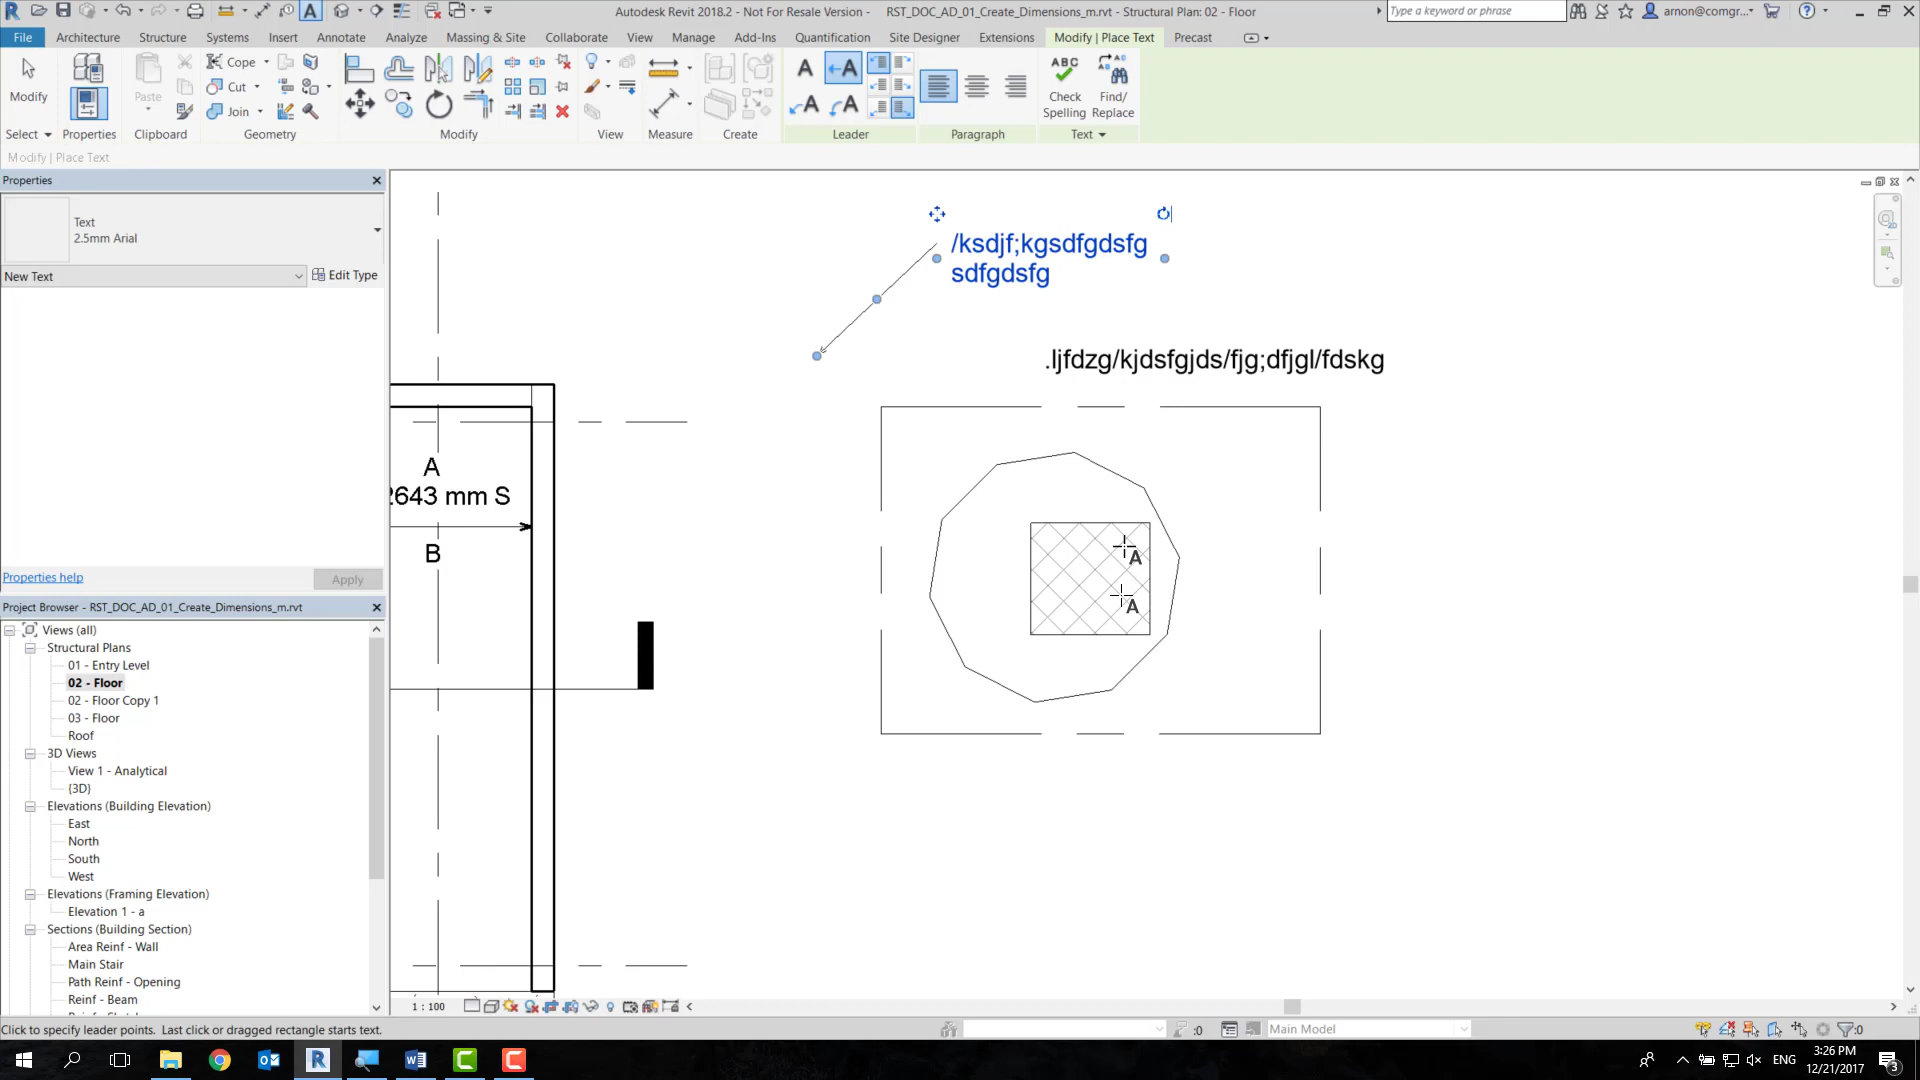 Autodesk Revit 2018.2 - Not For Resale Version - RST_DOC_AD_01_Create_Dimensions_m.rvt - Structural Plan: 02 - Floor
Type a keyword or phrase
arnon@comgr...
File Architecture Structure Systems Insert Annotate Analyze Massing & Site Collaborate View Manage Add-Ins Quantification Site Designer Extensions Modify | Place Text Precast
Modify
Paste
Cope
Cut
Join
A
A
A
A
ABC
Check
Spelling
Find/
Replace
Select Properties Clipboard Geometry Modify View Measure Create Leader Paragraph Text
Modify | Place Text
Properties
Text
2.5mm Arial
New Text
Edit Type
Properties help
Apply
Project Browser - RST_DOC_AD_01_Create_Dimensions_m.rvt
Views (all)
Structural Plans
01 - Entry Level
02 - Floor
02 - Floor Copy 1
03 - Floor
Roof
3D Views
View 1 - Analytical
{3D}
Elevations (Building Elevation)
East
North
South
West
Elevations (Framing Elevation)
Elevation 1 - a
Sections (Building Section)
Area Reinf - Wall
Main Stair
Path Reinf - Opening
Reinf - Beam
/ksdjf;kgsdfgdsfg
sdfgdsfg
.ljfdzg/kjdsfgjds/fjg;dfjgl/fdskg
A
2643 mm S
B
A
A
1 : 100
Click to specify leader points. Last click or dragged rectangle starts text.
:0
Main Model
:0
ENG
3:26 PM
12/21/2017
3